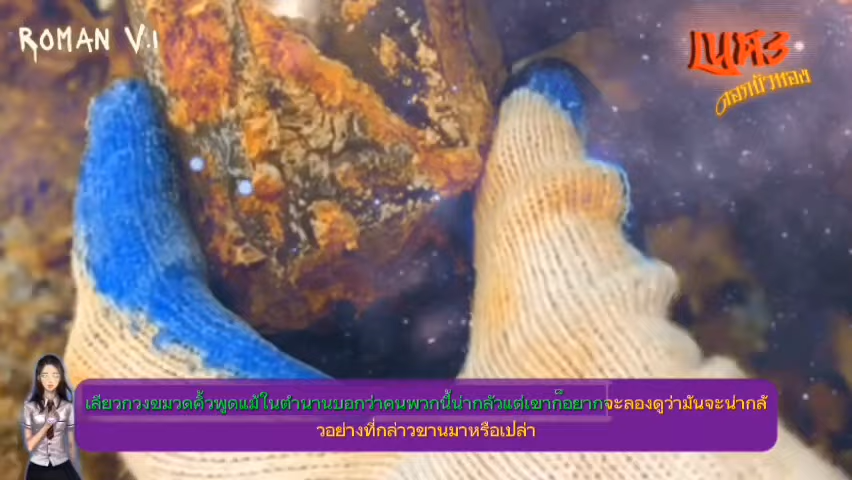 ROMAN V.1
เนตร
ดอกบัวทอง
เลียวกวงขมวดคิ้วพูดแม้ในตำนานบอกว่าคนพวกนี้น่ากลัวแต่เขาก็อยากจะลองดูว่ามันจะน่ากลั
วอย่างที่กล่าวขานมาหรือเปล่า